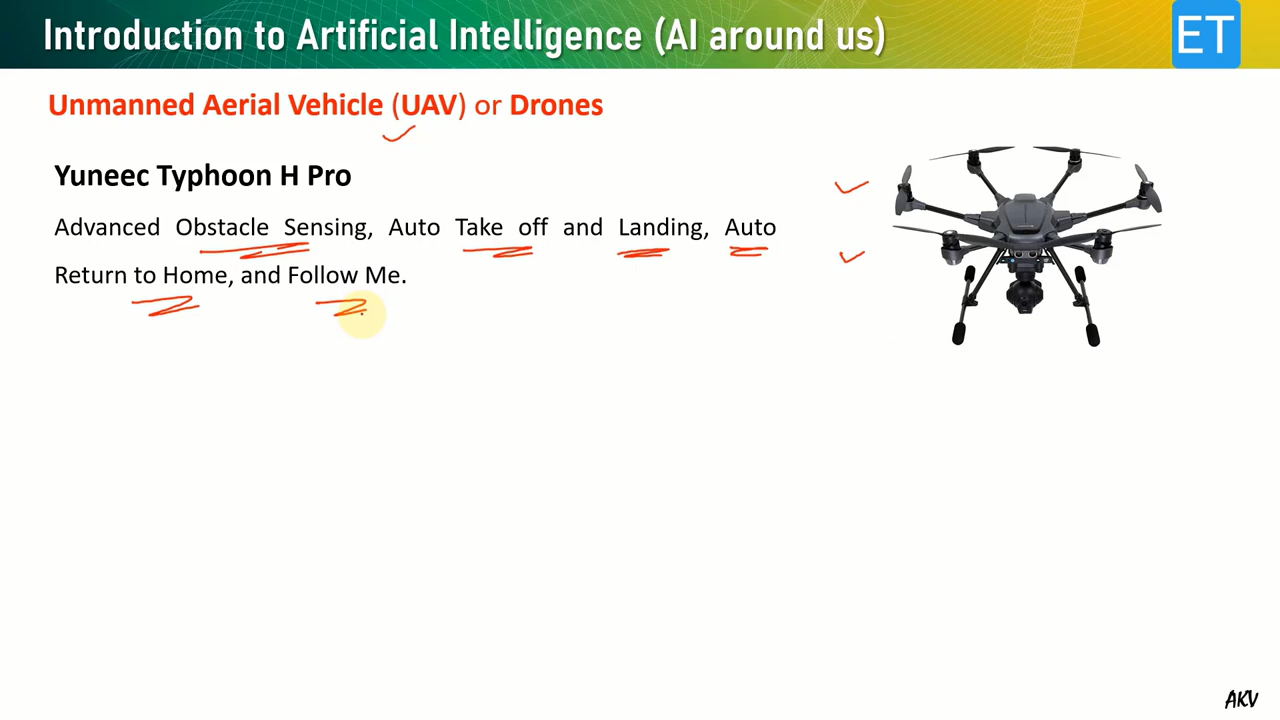 Introduction to Artificial Intelligence (AI around us)
ET
Unmanned Aerial Vehicle (UAV) or Drones
Yuneec Typhoon H Pro
Advanced Obstacle Sensing, Auto Take off and Landing, Auto
Return to Home, and Follow Me.
AKV